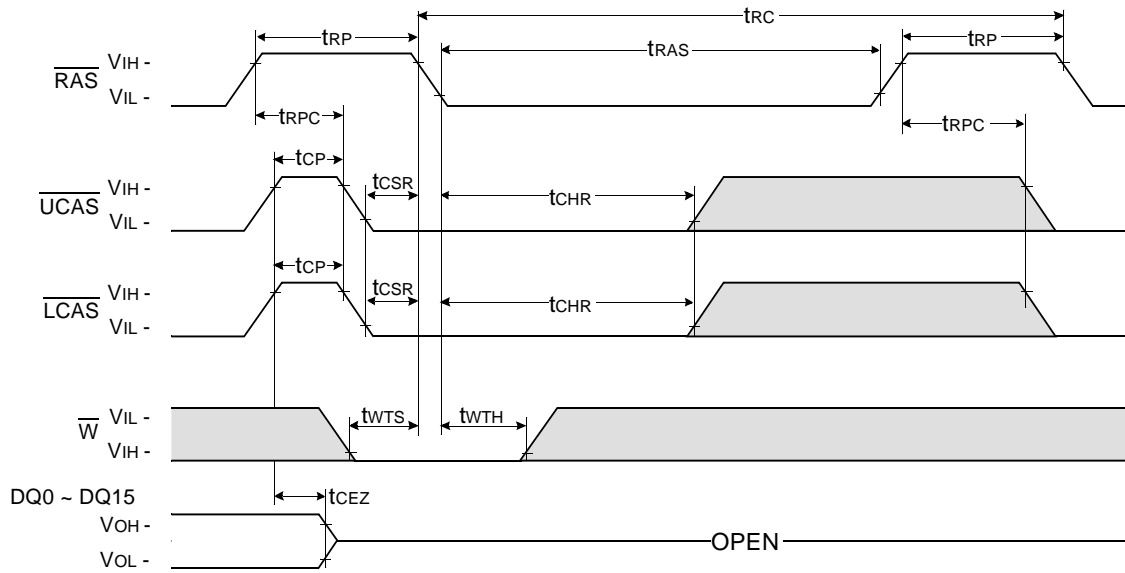 tRC
tRP tRAS tRP
RAS VIH -
VIL -
tRPC tRPC
tCP tCSR
UCAS VIH -
VIL -
tCHR
tCP tCSR
LCAS VIH -
VIL -
tCHR
W VIL -
VIH -
tWTS tWTH
DQ0 ~ DQ15
tCEZ
VOH -
VOL -
OPEN